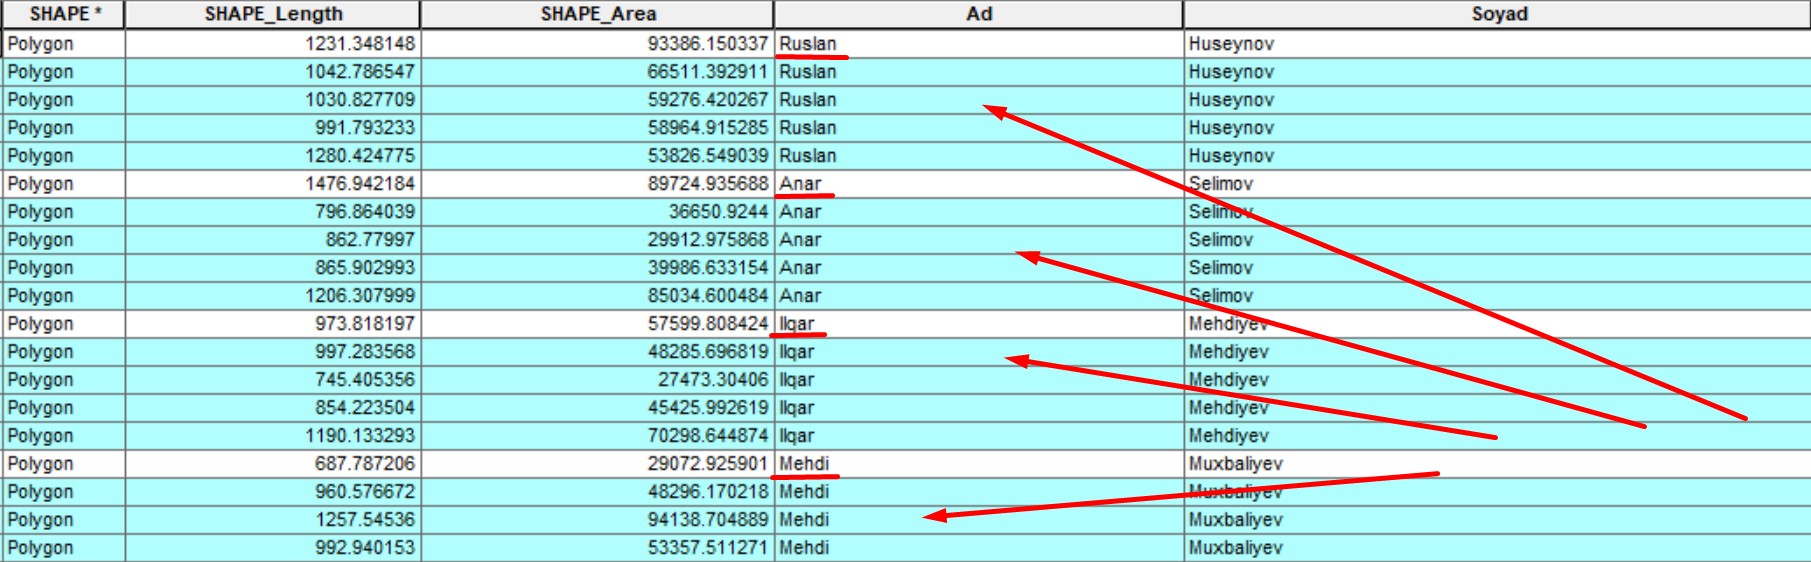 SHAPE * SHAPE_Length SHAPE_Area Ad Soyad
Polygon 1231.348148 93386.150337 Ruslan Huseynov
Polygon 1042.786547 66511.392911 Ruslan Huseynov
Polygon 1030.827709 59276.420267 Ruslan Huseynov
Polygon 991.793233 58964.915285 Ruslan Huseynov
Polygon 1280.424775 53826.549039 Ruslan Huseynov
Polygon 1476.942184 89724.935688 Anar Selimov
Polygon 796.864039 36650.9244 Anar Selimov
Polygon 862.77997 29912.975868 Anar Selimov
Polygon 865.902993 39986.633154 Anar Selimov
Polygon 1206.307999 85034.600484 Anar Selimov
Polygon 973.818197 57599.808424 Ilqar Mehdiyev
Polygon 997.283568 48285.696819 Ilqar Mehdiyev
Polygon 745.405356 27473.30406 Ilqar Mehdiyev
Polygon 854.223504 45425.992619 Ilqar Mehdiyev
Polygon 1190.133293 70298.644874 Ilqar Mehdiyev
Polygon 687.787206 29072.925901 Mehdi Muxbaliyev
Polygon 960.576672 48296.170218 Mehdi Muxbaliyev
Polygon 1257.54536 94138.704889 Mehdi Muxbaliyev
Polygon 992.940153 53357.511271 Mehdi Muxbaliyev